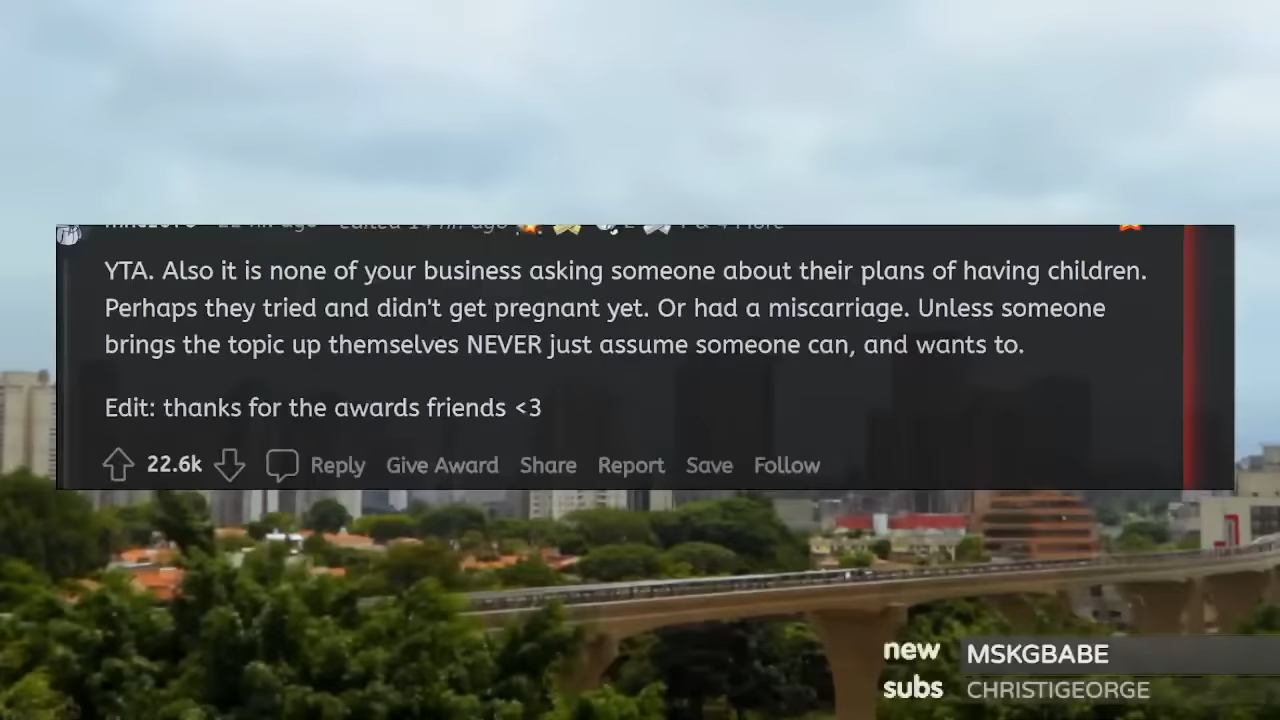 YTA. Also it is none of your business asking someone about their plans of having children.
Perhaps they tried and didn't get pregnant yet. Or had a miscarriage. Unless someone
brings the topic up themselves NEVER just assume someone can, and wants to.
Edit: thanks for the awards friends <3
22.6k Reply Give Award Share Report Save Follow
new MSKGBABE
subs CHRISTIGEORGE